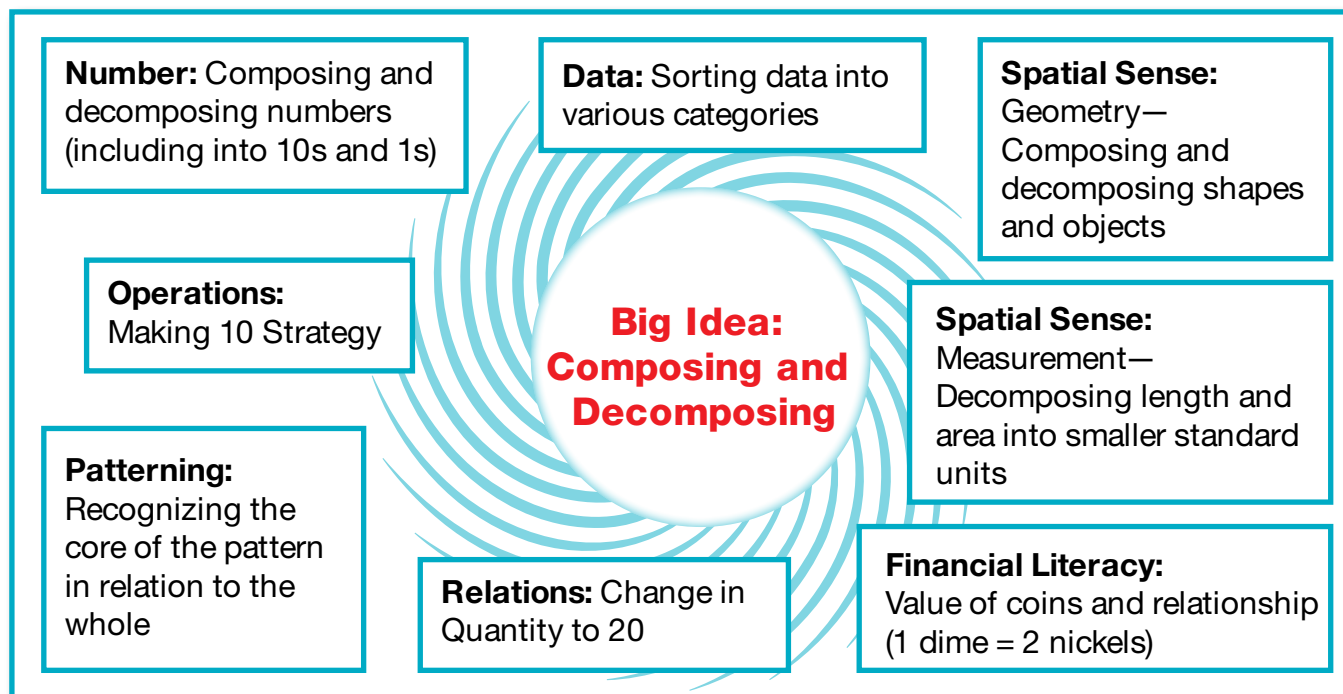 Number: Composing and
decomposing numbers
(including into 10s and 1s)
Data: Sorting data into
various categories
Spatial Sense:
Geometry—
Composing and
decomposing shapes
and objects
Operations:
Making 10 Strategy
Big Idea:
Composing and
Decomposing
Spatial Sense:
Measurement—
Decomposing length and
area into smaller standard
units
Patterning:
Recognizing the
core of the pattern
in relation to the
whole
Relations: Change in
Quantity to 20
Financial Literacy:
Value of coins and relationship
(1 dime = 2 nickels)